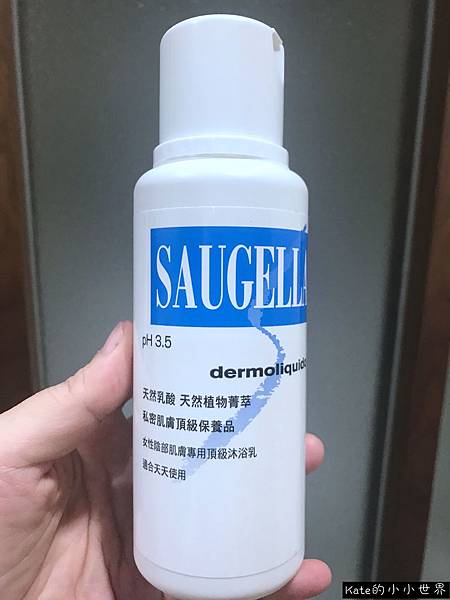 SAUGELLA
pH 3.5
dermoliquido
天然乳酸 天然植物菁萃
私密肌膚頂級保養品
女性陰部肌膚專用頂級沐浴乳
適合天天使用
Kate的小小世界